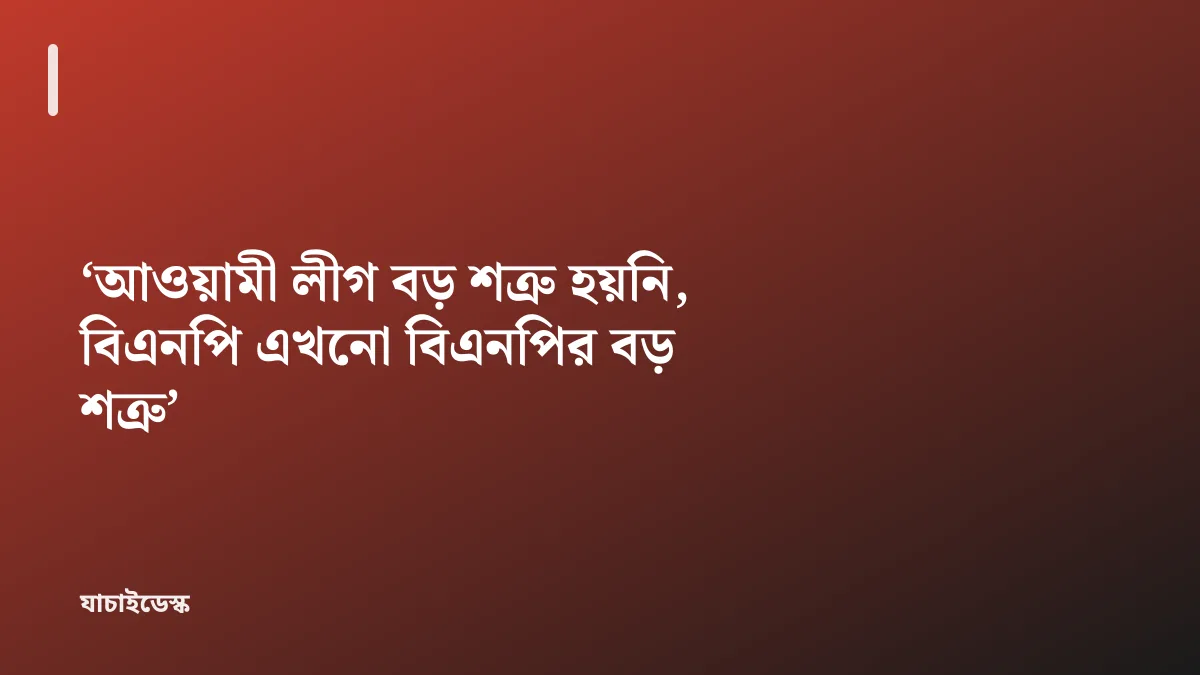 ‘আওয়ামী লীগ বড় শত্রু হয়নি,
বিএনপি এখনো বিএনপির বড়
শত্রু’
যাচাইডেস্ক